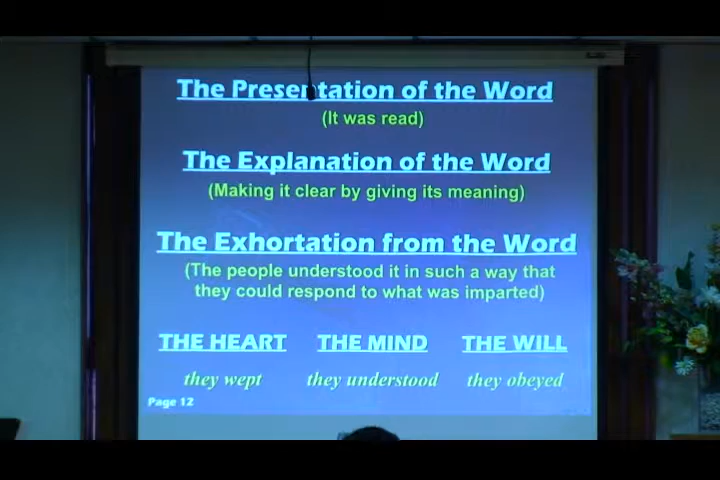 The Presentation of the Word
(It was read)
The Explanation of the Word
(Making it clear by giving its meaning)
The Exhortation from the Word
(The people understood it in such a way that
they could respond to what was imparted)
THE HEART THE MIND THE WILL
they wept they understood they obeyed
Page 12